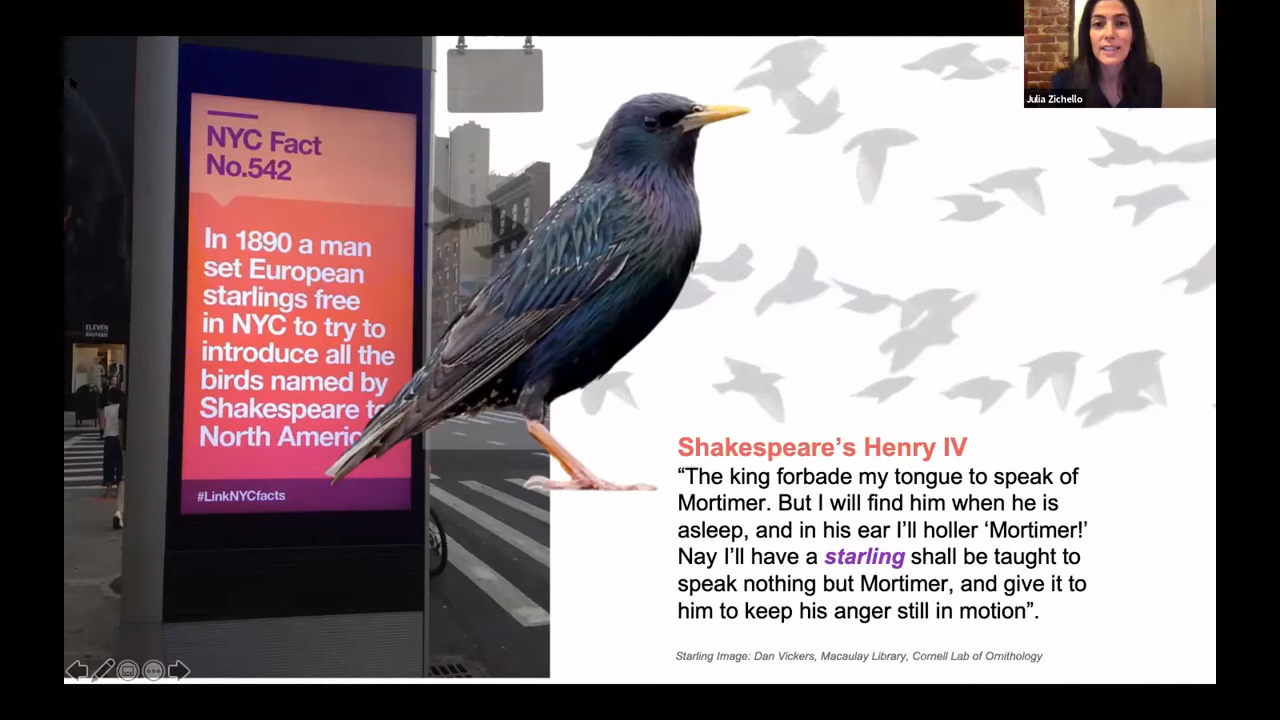 Julia Zichello
NYC Fact
No.542
In 1890 a man
set European
starlings free
in NYC to try to
introduce all the
birds named by
Shakespeare to
North Americ
#LinkNYCfacts
ELEVEN
BOUTIQUE
Shakespeare’s Henry IV
“The king forbade my tongue to speak of
Mortimer. But I will find him when he is
asleep, and in his ear I’ll holler ‘Mortimer!’
Nay I’ll have a starling shall be taught to
speak nothing but Mortimer, and give it to
him to keep his anger still in motion”.
Starling Image: Dan Vickers, Macaulay Library, Cornell Lab of Ornithology